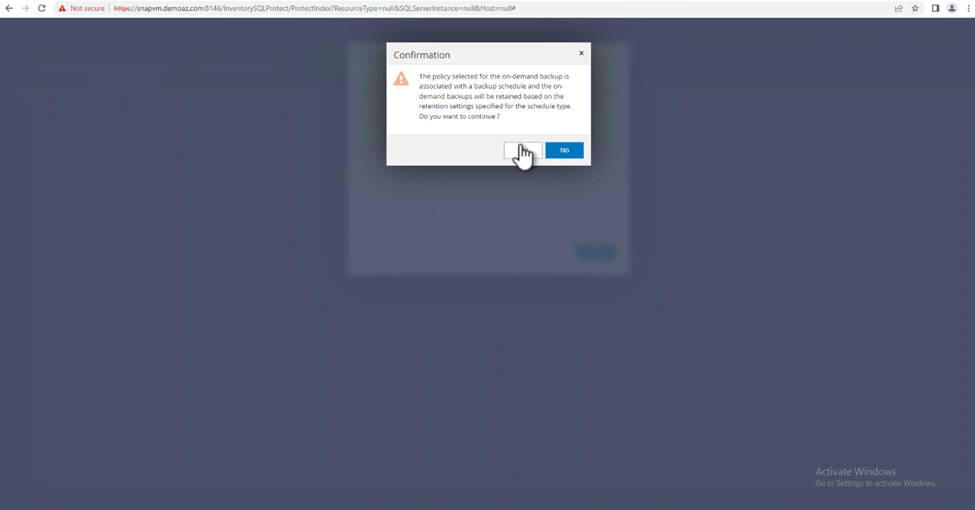 Not secure
https://snapvm.demoaz.com:8146/InventorySQLProtect/ProtectIndex?ResourceType=null&SQLServerInstance=null&Host=null#
Confirmation
The policy selected for the on-demand backup is
associated with a backup schedule and the on-
demand backups will be retained based on the
retention settings specified for the schedule type.
Do you want to continue ?
No
Activate Windows
Go to Settings to activate Windows.